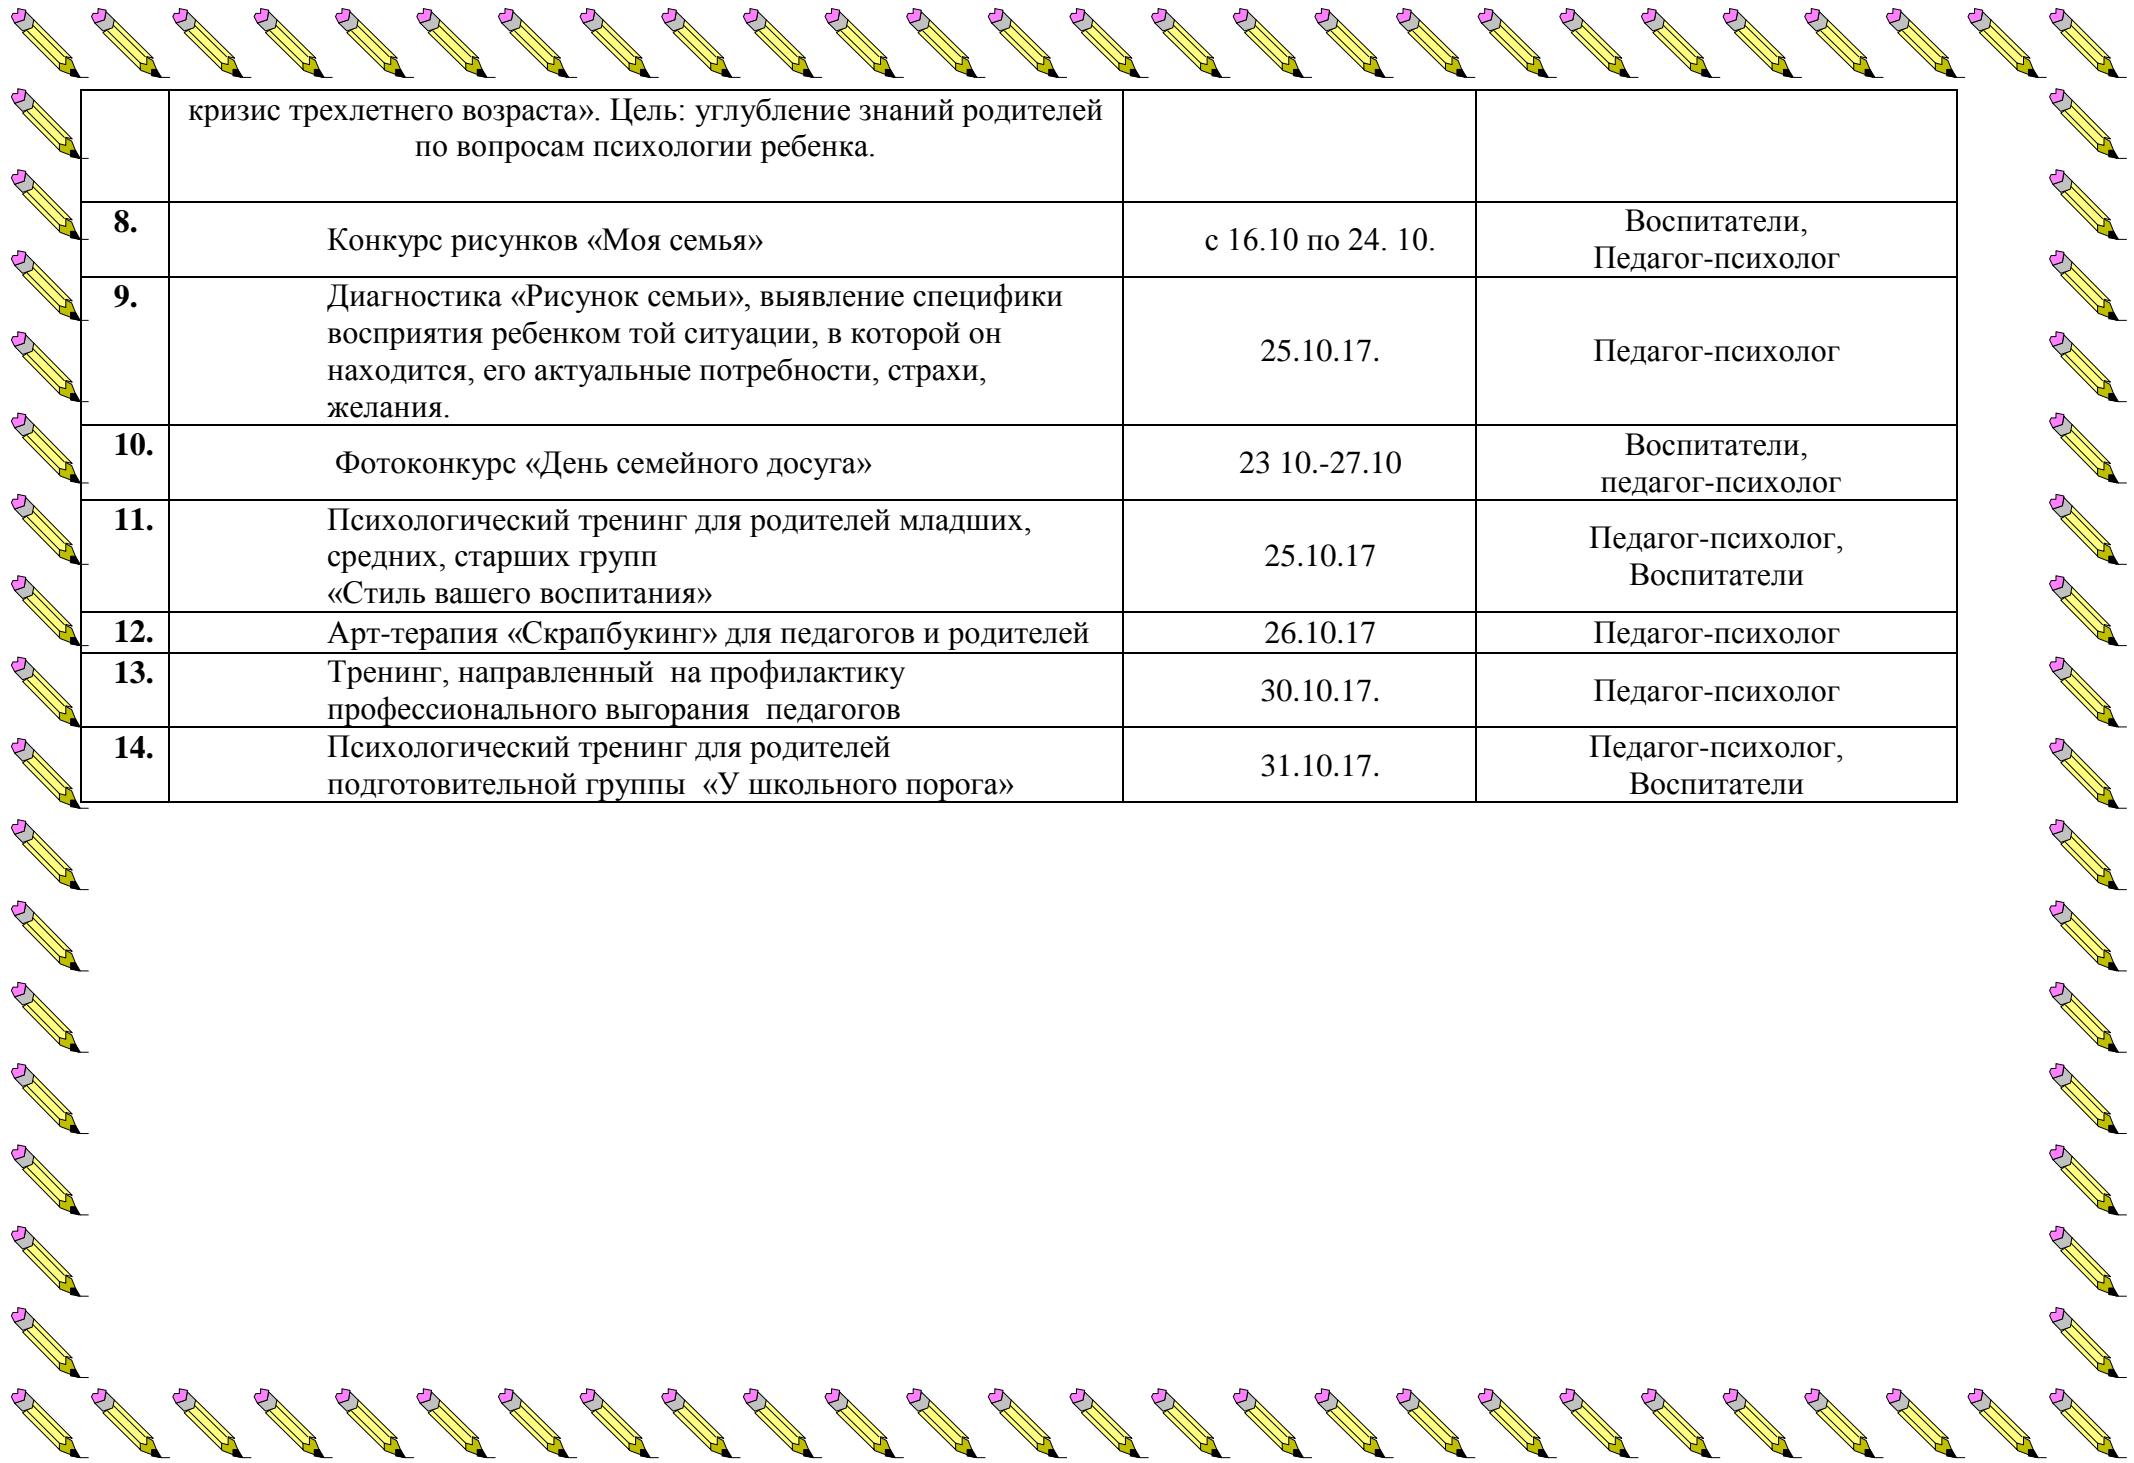 кризис трехлетнего возраста». Цель: углубление знаний родителей
по вопросам психологии ребенка.
8.
Конкурс рисунков «Моя семья»
с 16.10 по 24. 10.
Воспитатели,
Педагог-психолог
9.
Диагностика «Рисунок семьи», выявление специфики
восприятия ребенком той ситуации, в которой он
находится, его актуальные потребности, страхи,
желания.
25.10.17.
Педагог-психолог
10.
Фотоконкурс «День семейного досуга»
23 10.-27.10
Воспитатели,
педагог-психолог
11.
Психологический тренинг для родителей младших,
средних, старших групп
«Стиль вашего воспитания»
25.10.17
Педагог-психолог,
Воспитатели
12.
Арт-терапия «Скрапбукинг» для педагогов и родителей
26.10.17
Педагог-психолог
13.
Тренинг, направленный  на профилактику
профессионального выгорания  педагогов
30.10.17.
Педагог-психолог
14.
Психологический тренинг для родителей
подготовительной группы  «У школьного порога»
31.10.17.
Педагог-психолог,
Воспитатели